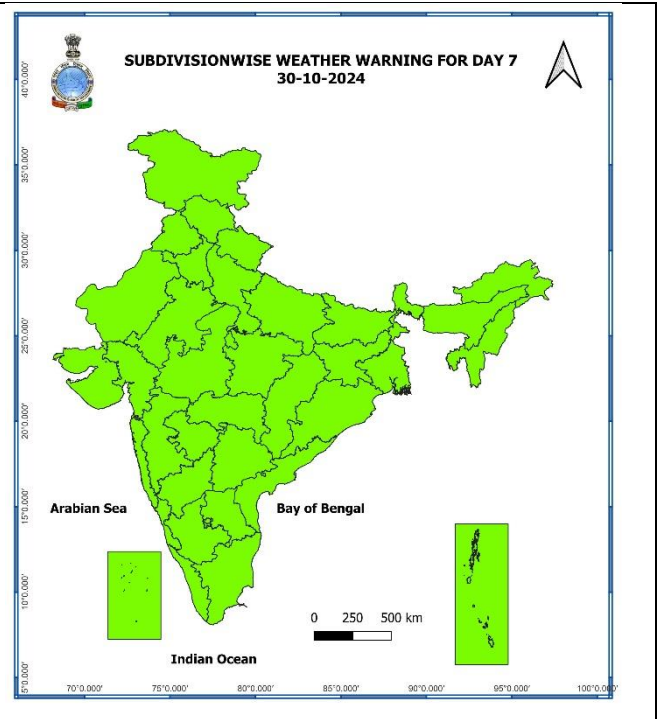 SUBDIVISIONWISE WEATHER WARNING FOR DAY 7
30-10-2024
40°0.000'
35°0.000'
30°0.000'
25°0.000'
20°0.000'
15°0.000'
10°0.000'
5°0.000'
Arabian Sea
Bay of Bengal
0 250 500 km
Indian Ocean
70°0.000' 75°0.000' 80°0.000' 85°0.000' 90°0.000' 95°0.000' 100°0.000'